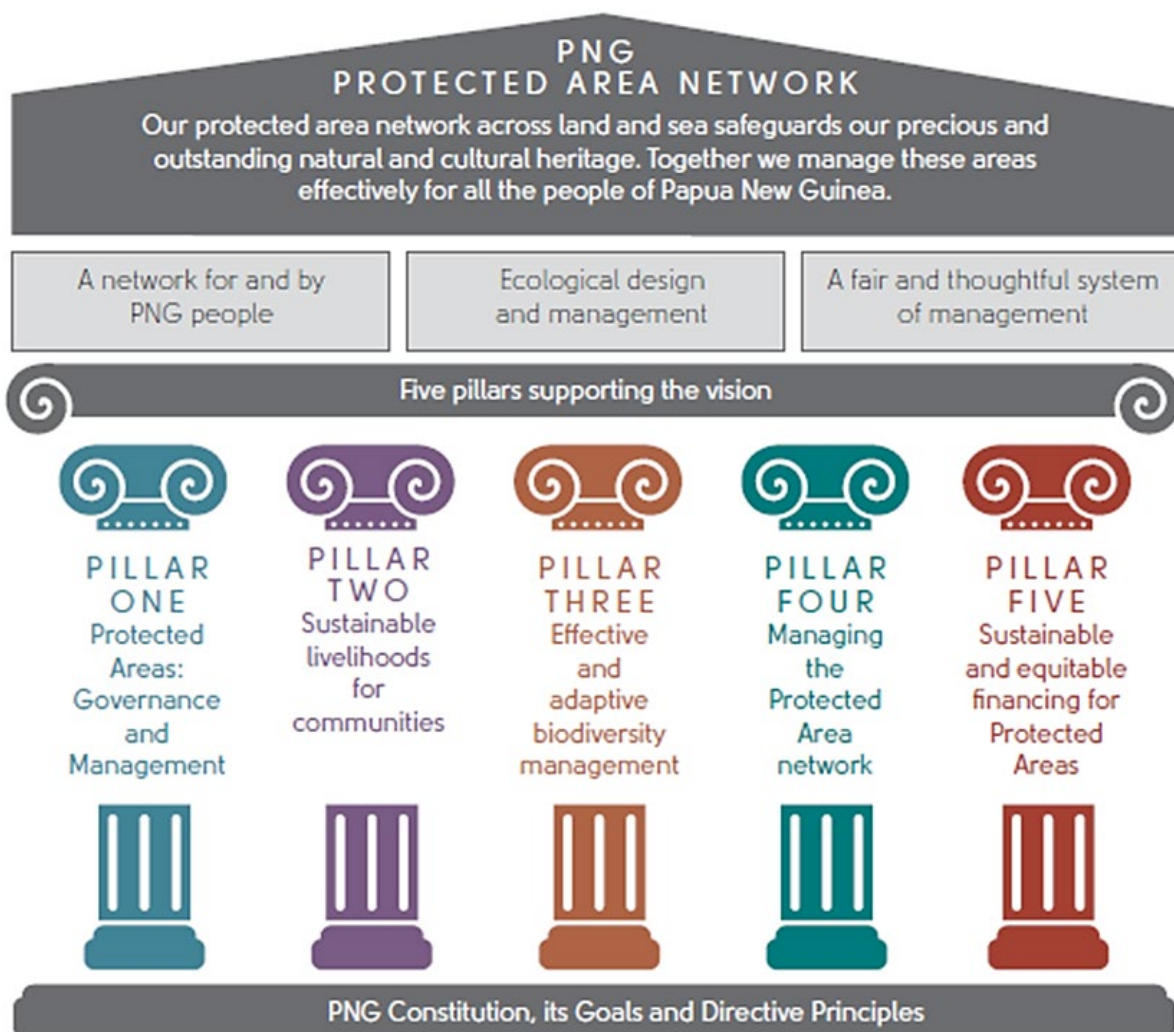 PNG
PROTECTED AREA NETWORK
Our protected area network across land and sea safeguards our precious and
outstanding natural and cultural heritage. Together we manage these areas
effectively for all the people of Papua New Guinea.
A network for and by
PNG people
Ecological design
and management
A fair and thoughtful system
of management
Five pillars supporting the vision
PILLAR
ONE
Protected
Areas:
Governance
and
Management
PILLAR
TWO
Sustainable
livelihoods
for
communities
PILLAR
THREE
Effective
and
adaptive
biodiversity
management
PILLAR
FOUR
Managing
the
Protected
Area
network
PILLAR
FIVE
Sustainable
and equitable
financing for
Protected
Areas
PNG Constitution, its Goals and Directive Principles